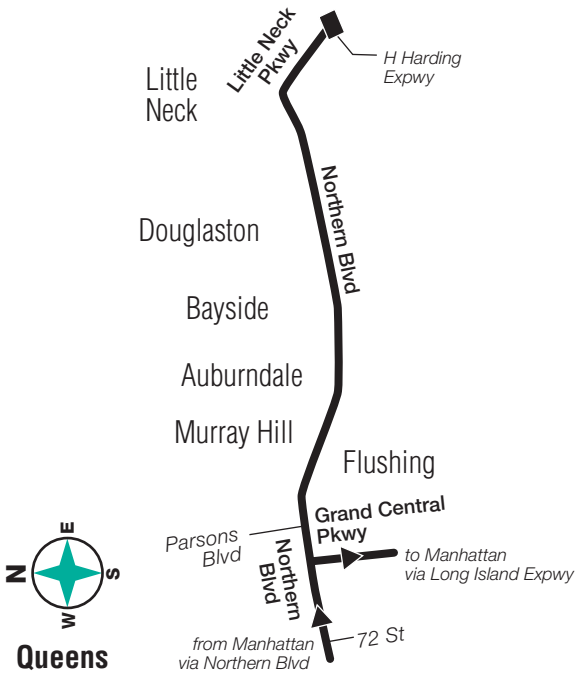 Little Neck
Pkwy
H Harding
Expwy
Little
Neck
Northern Blvd
Douglaston
Bayside
Auburndale
Murray Hill
Flushing
Grand Central
Pkwy
Parsons
Blvd
Northern
Blvd
to Manhattan
via Long Island Expwy
E
N
S
W
72 St
from Manhattan
via Northern Blvd
Queens